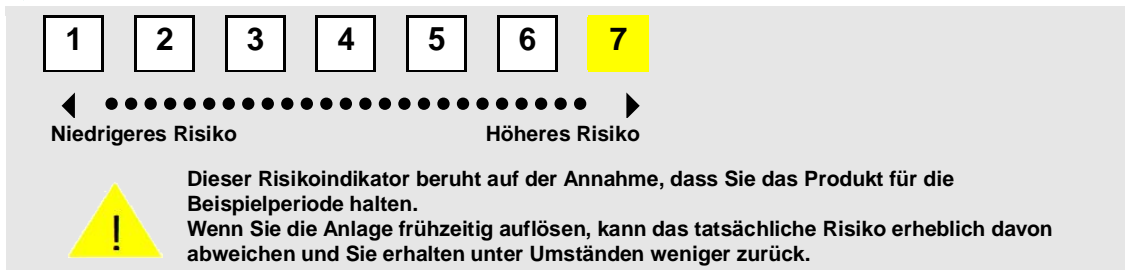 1 2 3 4 5 6 7
Niedrigeres Risiko Höheres Risiko
Dieser Risikoindikator beruht auf der Annahme, dass Sie das Produkt für die
Beispielperiode halten.
Wenn Sie die Anlage frühzeitig auflösen, kann das tatsächliche Risiko erheblich davon
abweichen und Sie erhalten unter Umständen weniger zurück.
!